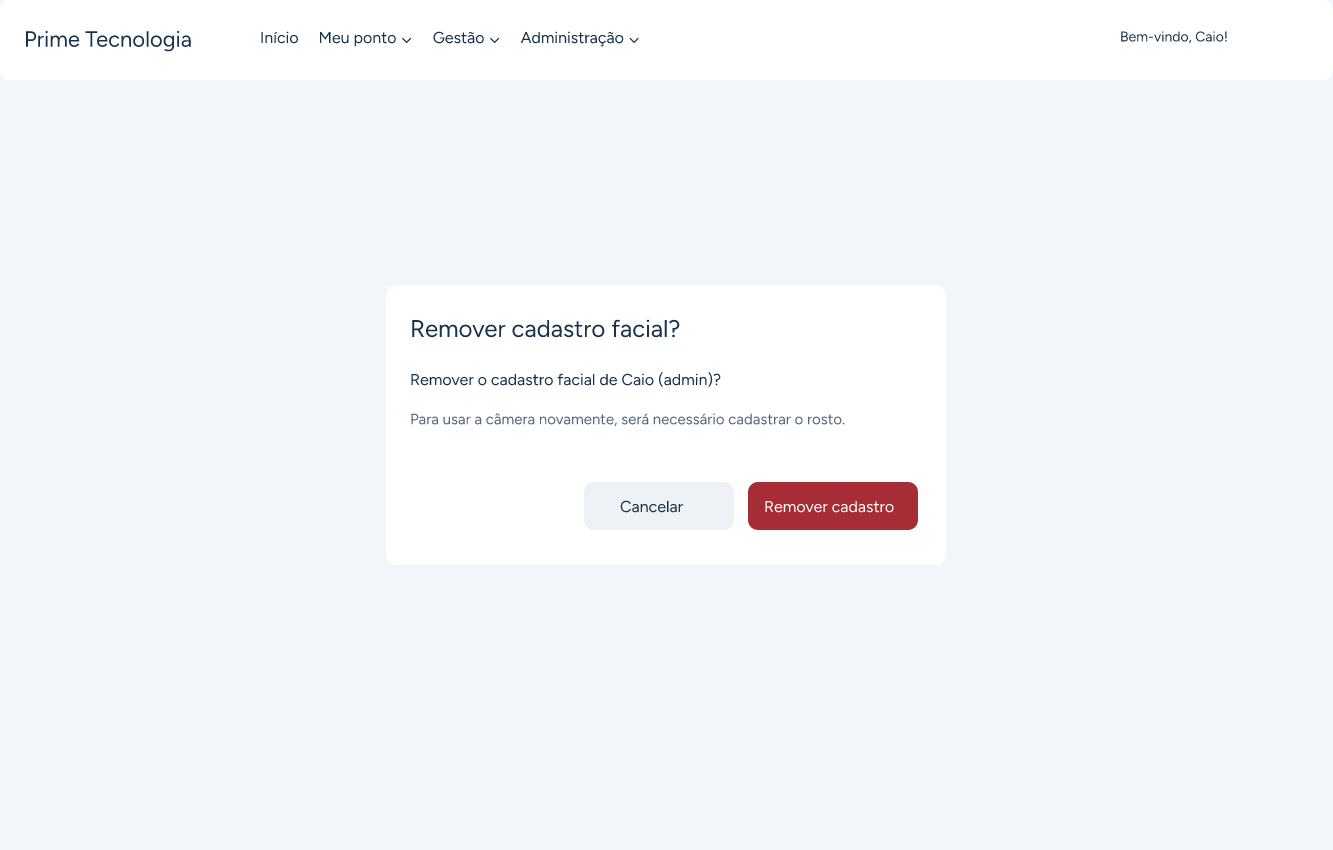 Prime Tecnologia
Início Meu ponto Gestão Administração
Bem-vindo, Caio!
Remover cadastro facial?
Remover o cadastro facial de Caio (admin)?
Para usar a câmera novamente, será necessário cadastrar o rosto.
Cancelar
Remover cadastro